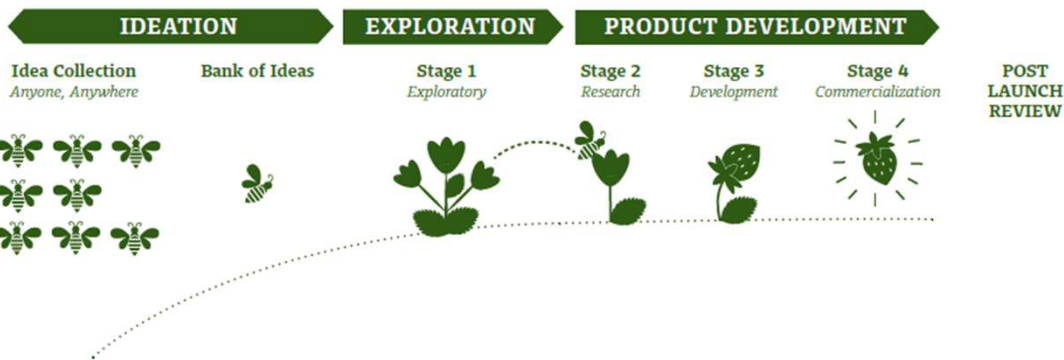 IDEATION
EXPLORATION
PRODUCT DEVELOPMENT
Idea Collection
Anyone, Anywhere
Bank of Ideas
Stage 1
Exploratory
Stage 2
Research
Stage 3
Development
Stage 4
Commercialization
POST
LAUNCH
REVIEW